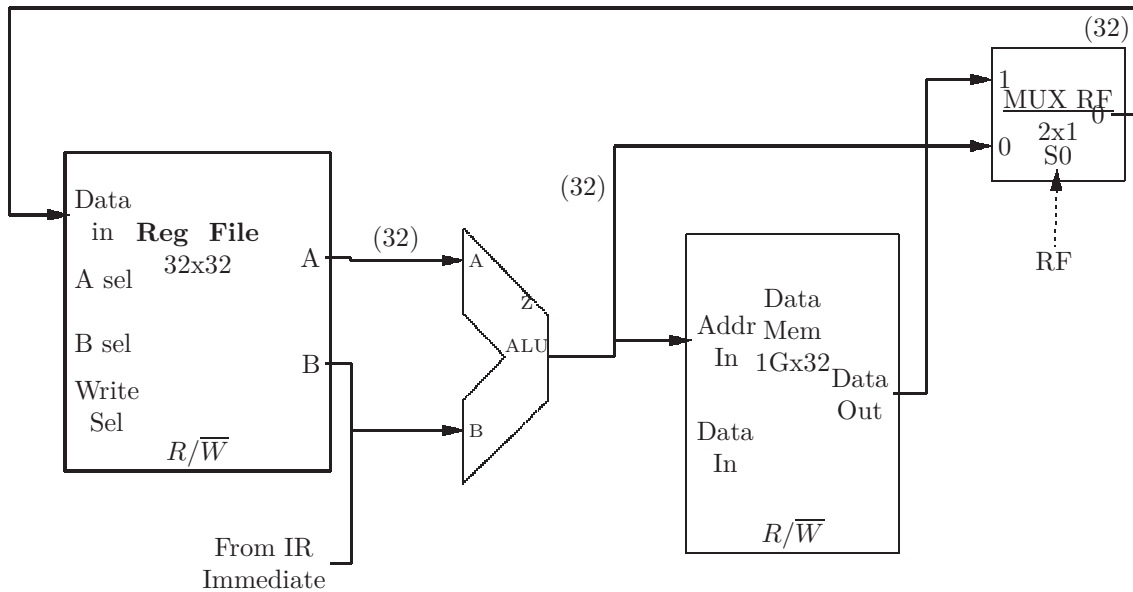 (32)
1
MUX RF
0
2x1
0
S0
(32)
Data
in Reg File
32x32
A
(32)
A
RF
A sel
Z
Data
Addr
Mem
In
1Gx32
B sel
ALU
B
Data
Out
Write
Sel
B
Data
In
R/W̅
R/W̅
From IR
Immediate